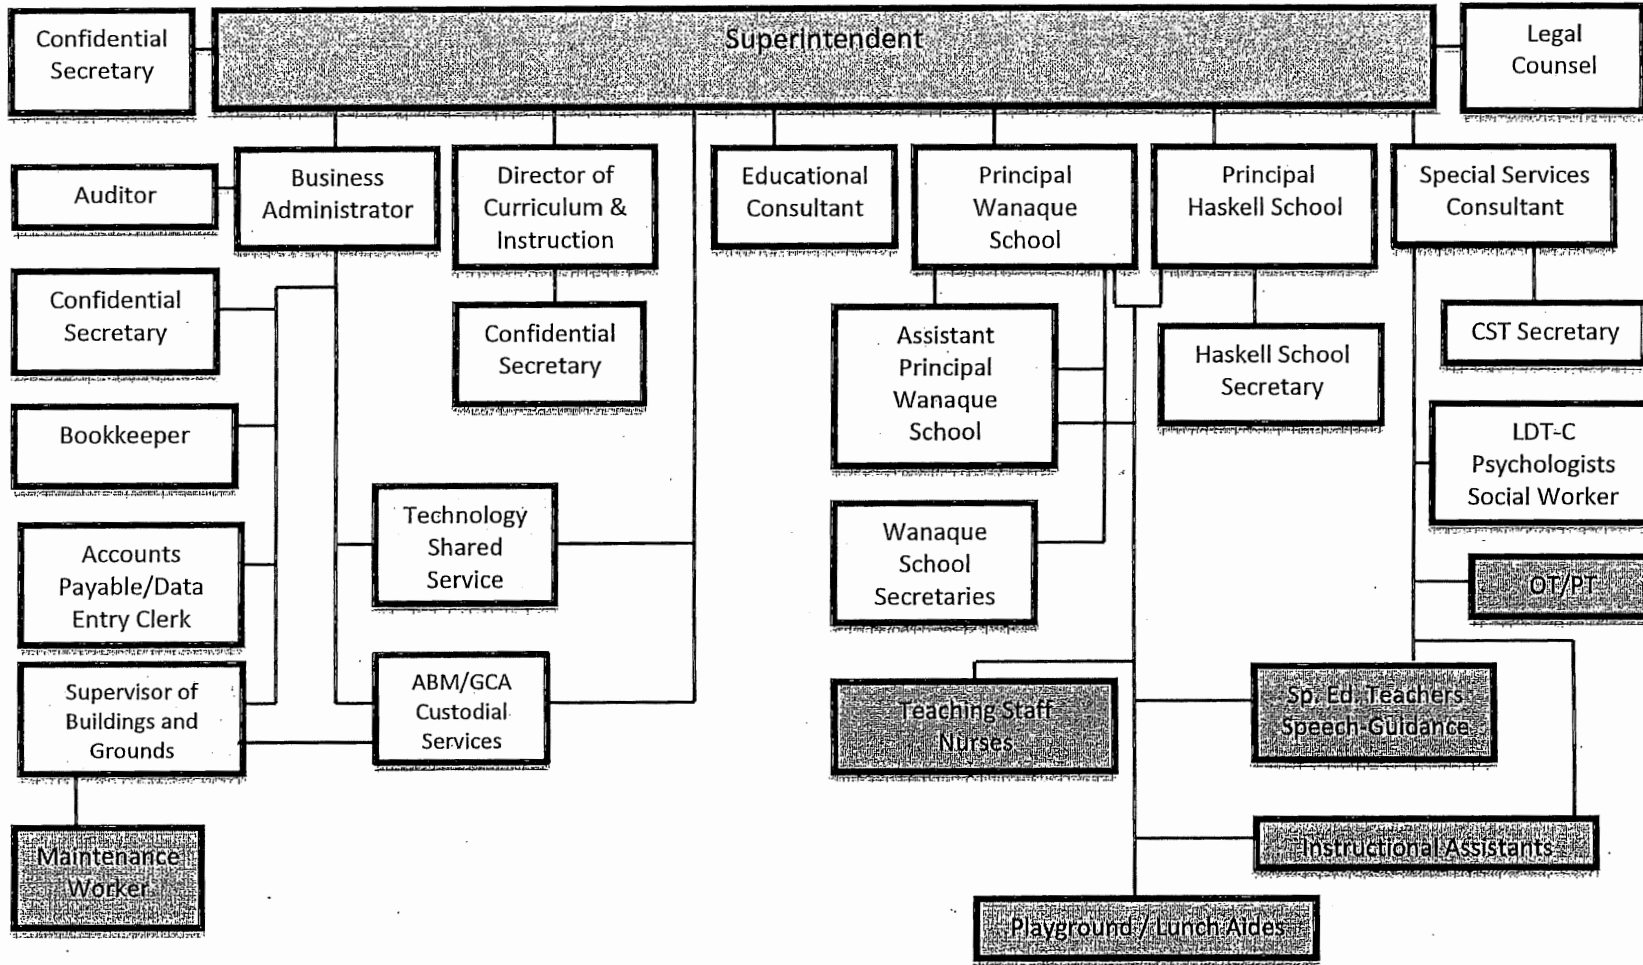 Confidential
Secretary
Superintendent
Legal
Counsel
Auditor
Business
Administrator
Director of
Curriculum &
Instruction
Educational
Consultant
Principal
Wanaque
School
Principal
Haskell School
Special Services
Consultant
Confidential
Secretary
Confidential
Secretary
Assistant
Principal
Wanaque
School
Haskell School
Secretary
CST Secretary
Bookkeeper
LDT-C
Psychologists
Social Worker
Technology
Shared
Service
Wanaque
School
Secretaries
Accounts
Payable/Data
Entry Clerk
OT/PT
Supervisor of
Buildings and
Grounds
ABM/GCA
Custodial
Services
Teaching Staff
Nurses
Sp. Ed. Teachers
Speech-Guidance
Maintenance
Worker
Instructional Assistants
Playground / Lunch Aides